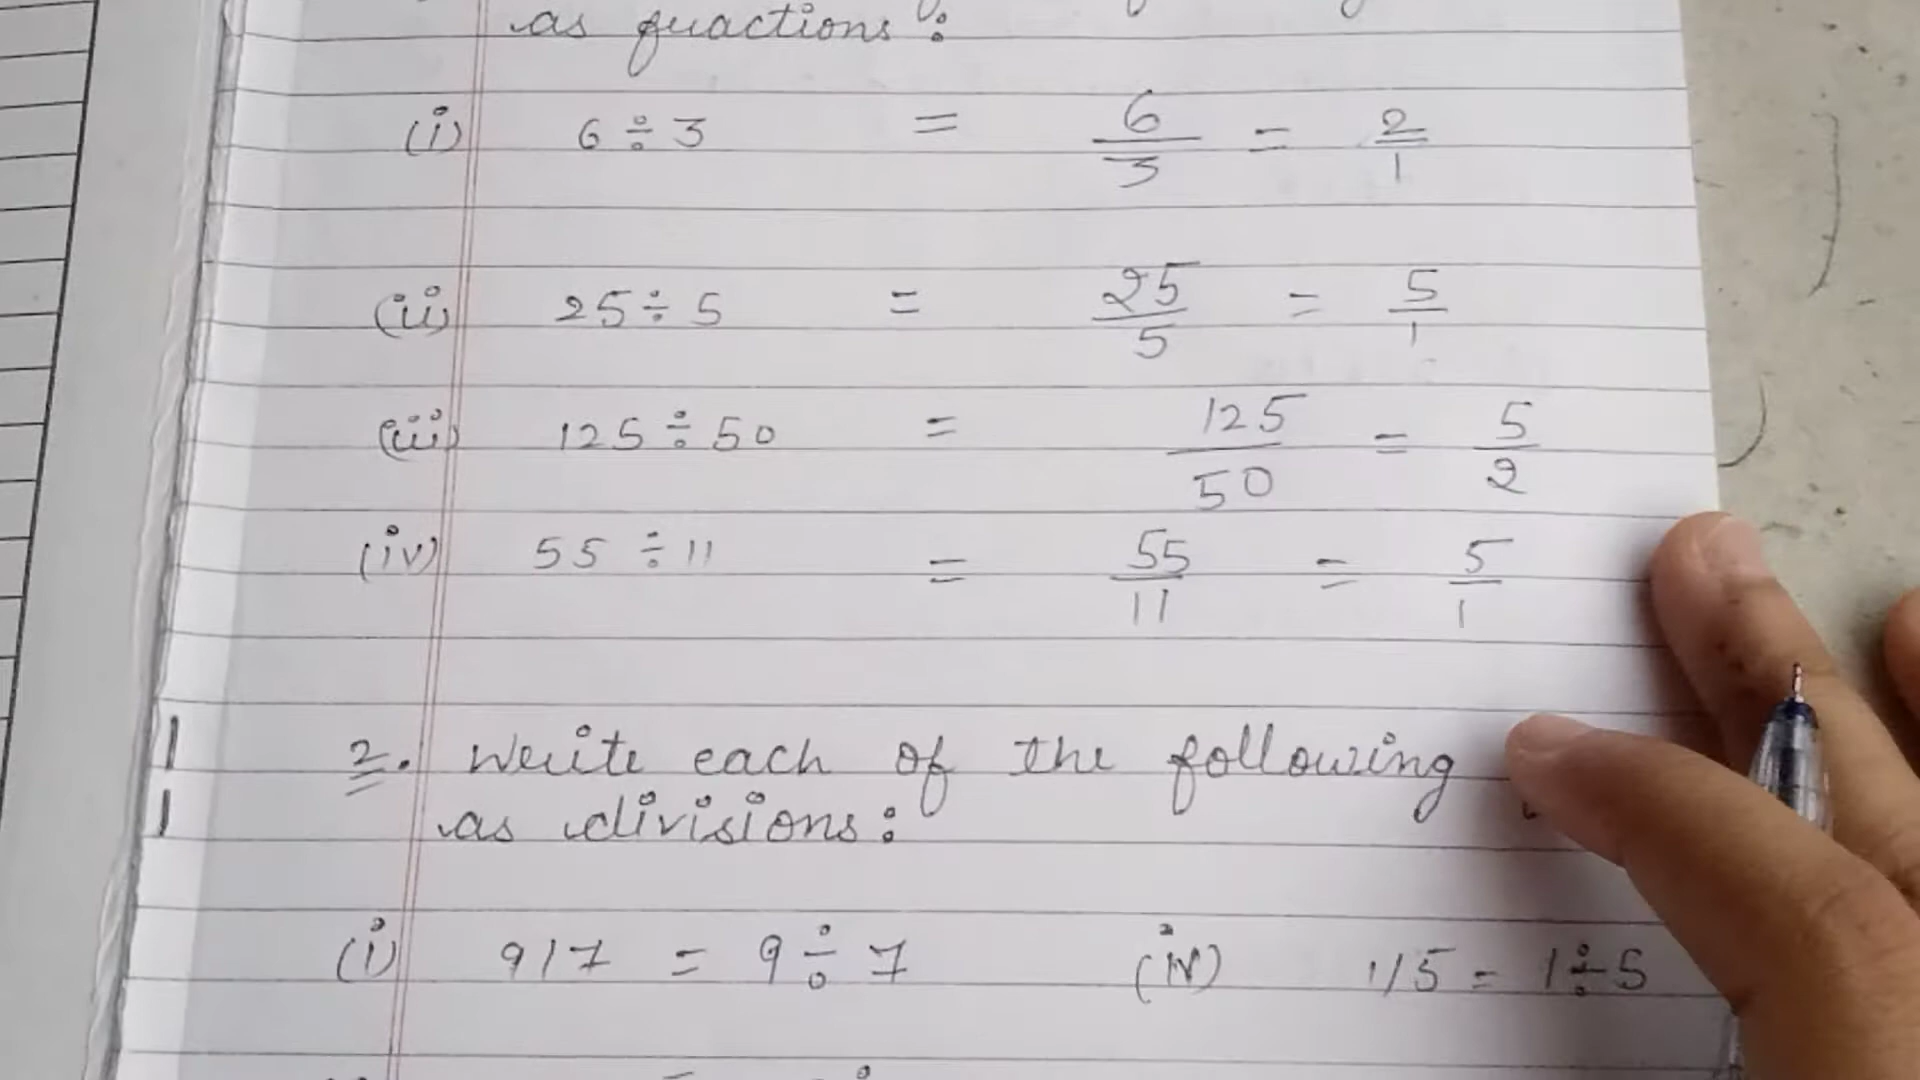 as fractions :
(i) 6 ÷ 3 = 6/3 = 2/1
(ii) 25 ÷ 5 = 25/5 = 5/1
(iii) 125 ÷ 50 = 125/50 = 5/2
(iv) 55 ÷ 11 = 55/11 = 5/1
2. Write each of the following
as divisions :
(i) 9/7 = 9 ÷ 7 (iv) 1/5 = 1 ÷ 5